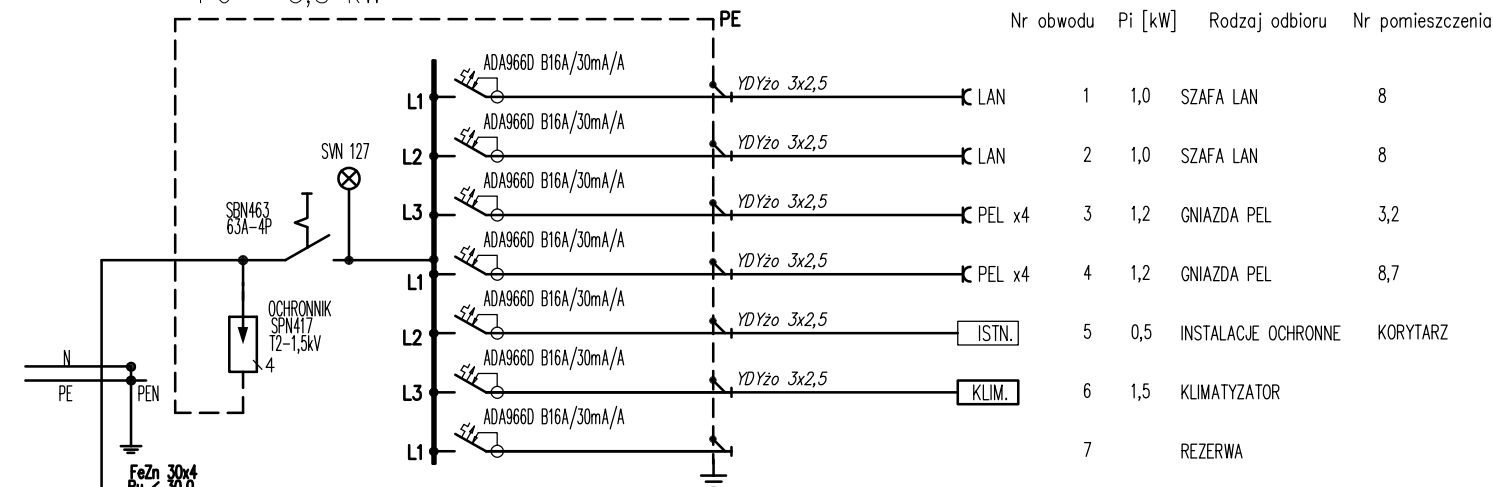 PE
Nr obwodu Pi [kW] Rodzaj odbioru Nr pomieszczenia
ADA966D B16A/30mA/A
L1 YDYżo 3x2,5 LAN 1 1,0 SZAFA LAN 8
ADA966D B16A/30mA/A
L2 YDYżo 3x2,5 LAN 2 1,0 SZAFA LAN 8
ADA966D B16A/30mA/A
L3 YDYżo 3x2,5 PEL x4 3 1,2 GNIAZDA PEL 3,2
ADA966D B16A/30mA/A
L1 YDYżo 3x2,5 PEL x4 4 1,2 GNIAZDA PEL 8,7
ADA966D B16A/30mA/A
L2 YDYżo 3x2,5 ISTN. 5 0,5 INSTALACJE OCHRONNE KORYTARZ
ADA966D B16A/30mA/A
L3 YDYżo 3x2,5 KLIM. 6 1,5 KLIMATYZATOR
ADA966D B16A/30mA/A
L1 7 REZERWA
SVN 127
SBN463
63A-4P
OCHRONNIK
SPN417
T2-1,5kV
4
N
PE PEN
FeZn 30x4